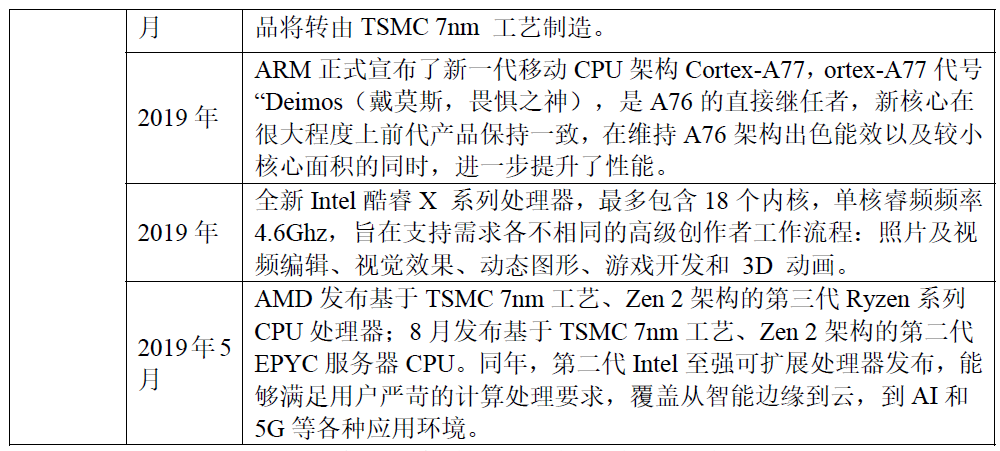 月 品将转由 TSMC 7nm 工艺制造。
2019 年
ARM 正式宣布了新一代移动 CPU 架构 Cortex-A77，ortex-A77 代号
“Deimos（戴莫斯，畏惧之神），是 A76 的直接继任者，新核心在
很大程度上前代产品保持一致，在维持 A76 架构出色能效以及较小
核心面积的同时，进一步提升了性能。
2019 年
全新 Intel 酷睿 X 系列处理器，最多包含 18 个内核，单核睿频频率
4.6Ghz，旨在支持需求各不相同的高级创作者工作流程：照片及视
频编辑、视觉效果、动态图形、游戏开发和 3D 动画。
2019 年 5
月
AMD 发布基于 TSMC 7nm 工艺、Zen 2 架构的第三代 Ryzen 系列
CPU 处理器；8 月发布基于 TSMC 7nm 工艺、Zen 2 架构的第二代
EPYC 服务器 CPU。同年，第二代 Intel 至强可扩展处理器发布，能
够满足用户严苛的计算处理要求，覆盖从智能边缘到云，到 AI 和
5G 等各种应用环境。